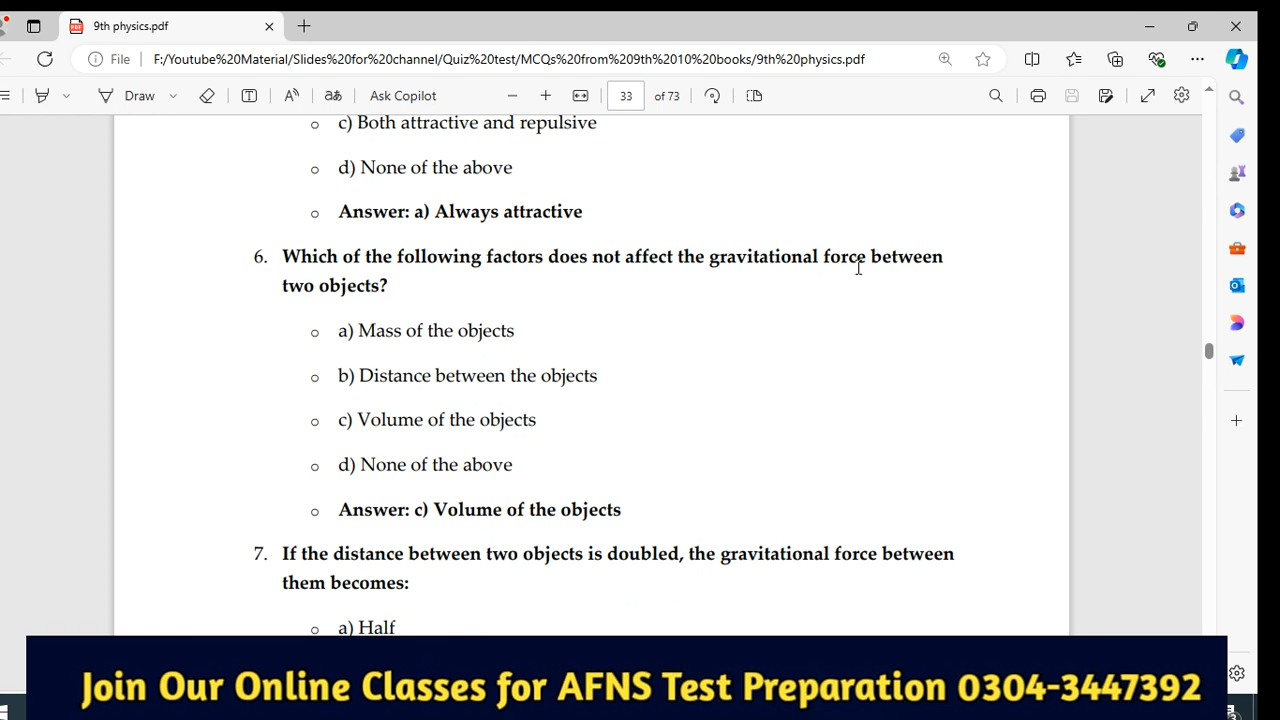 9th physics.pdf
File F:/Youtube%20Material/Slides%20for%20channel/Quiz%20test/MCQs%20from%209th%2010%20books/9th%20physics.pdf
Draw Ask Copilot 33 of 73
c) Both attractive and repulsive
d) None of the above
Answer: a) Always attractive
6. Which of the following factors does not affect the gravitational force between
two objects?
a) Mass of the objects
b) Distance between the objects
c) Volume of the objects
d) None of the above
Answer: c) Volume of the objects
7. If the distance between two objects is doubled, the gravitational force between
them becomes:
a) Half
Join Our Online Classes for AFNS Test Preparation 0304-3447392